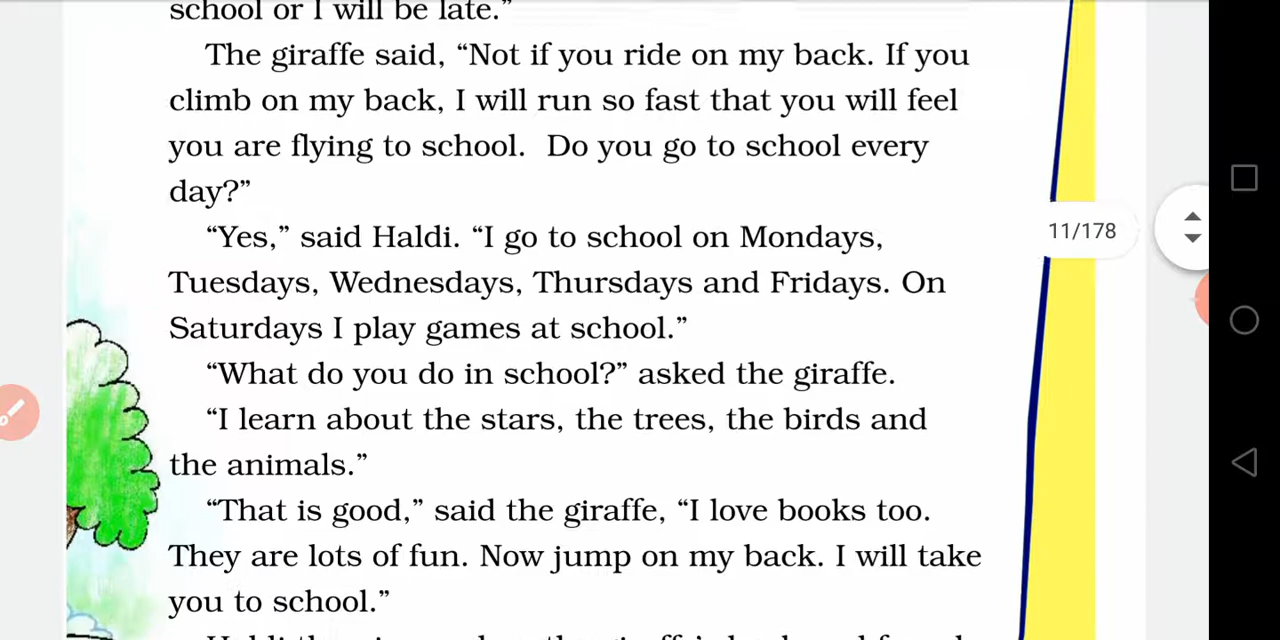 school or I will be late.”
The giraffe said, “Not if you ride on my back. If you
climb on my back, I will run so fast that you will feel
you are flying to school.  Do you go to school every
day?”
“Yes,” said Haldi. “I go to school on Mondays,
Tuesdays, Wednesdays, Thursdays and Fridays. On
Saturdays I play games at school.”
“What do you do in school?” asked the giraffe.
“I learn about the stars, the trees, the birds and
the animals.”
“That is good,” said the giraffe, “I love books too.
They are lots of fun. Now jump on my back. I will take
you to school.”
11/178